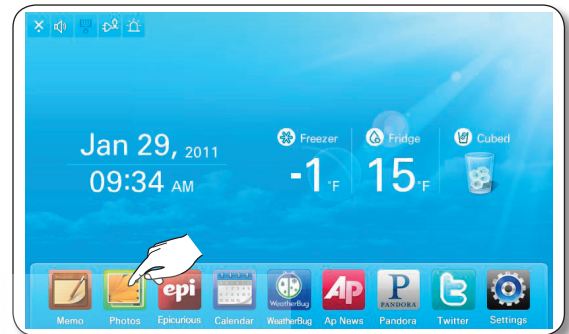 Freezer
Fridge
Cubed
Jan 29, 2011
-1 °F
15 °F
09:34 AM
epi
WeatherBug
AP
P
PANDORA
Memo
Photos
Epicurious
Calendar
WeatherBug
Ap News
Pandora
Twitter
Settings